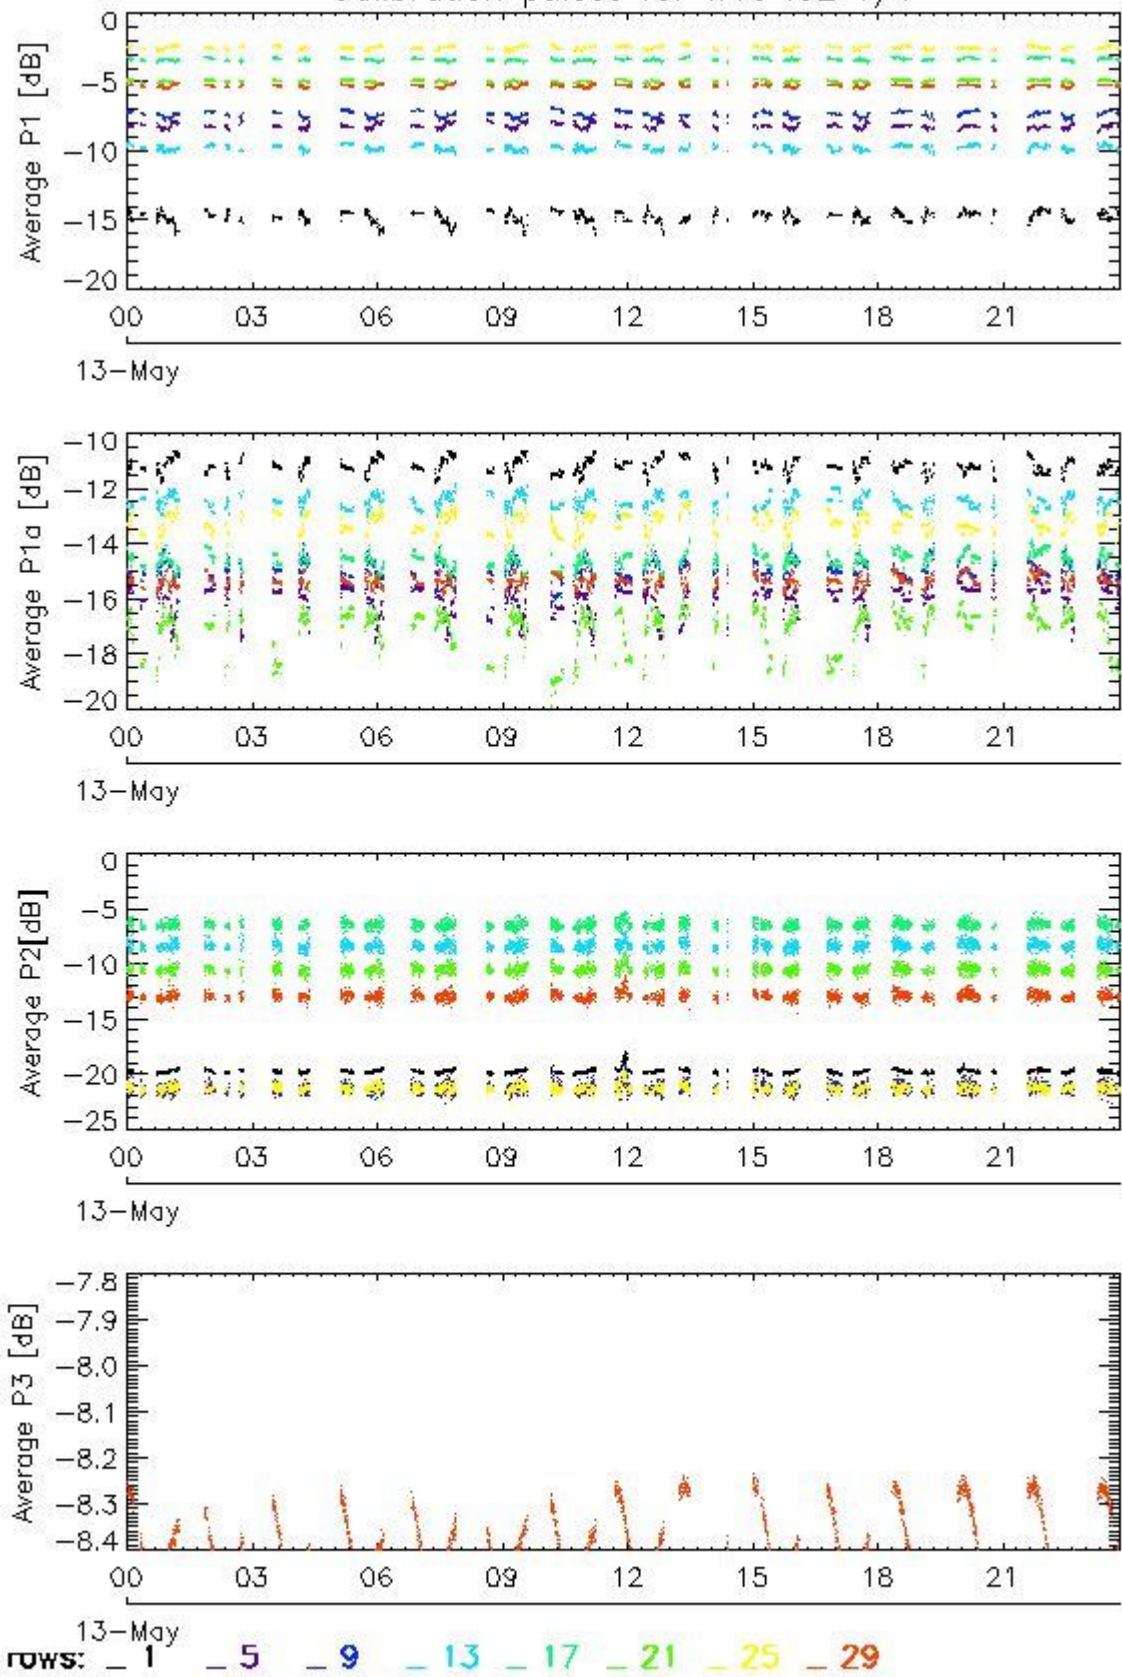 0
−5
−10
−15
−20
Average P1 [dB]
00 03 06 09 12 15 18 21
13−May
−10
−12
−14
−16
−18
−20
Average P1a [dB]
00 03 06 09 12 15 18 21
13−May
0
−5
−10
−15
−20
−25
Average P2[dB]
00 03 06 09 12 15 18 21
13−May
−7.8
−7.9
−8.0
−8.1
−8.2
−8.3
−8.4
Average P3 [dB]
00 03 06 09 12 15 18 21
13−May
rows: _ 1 _ 5 _ 9 _ 13 _ 17 _ 21 _ 25 _ 29